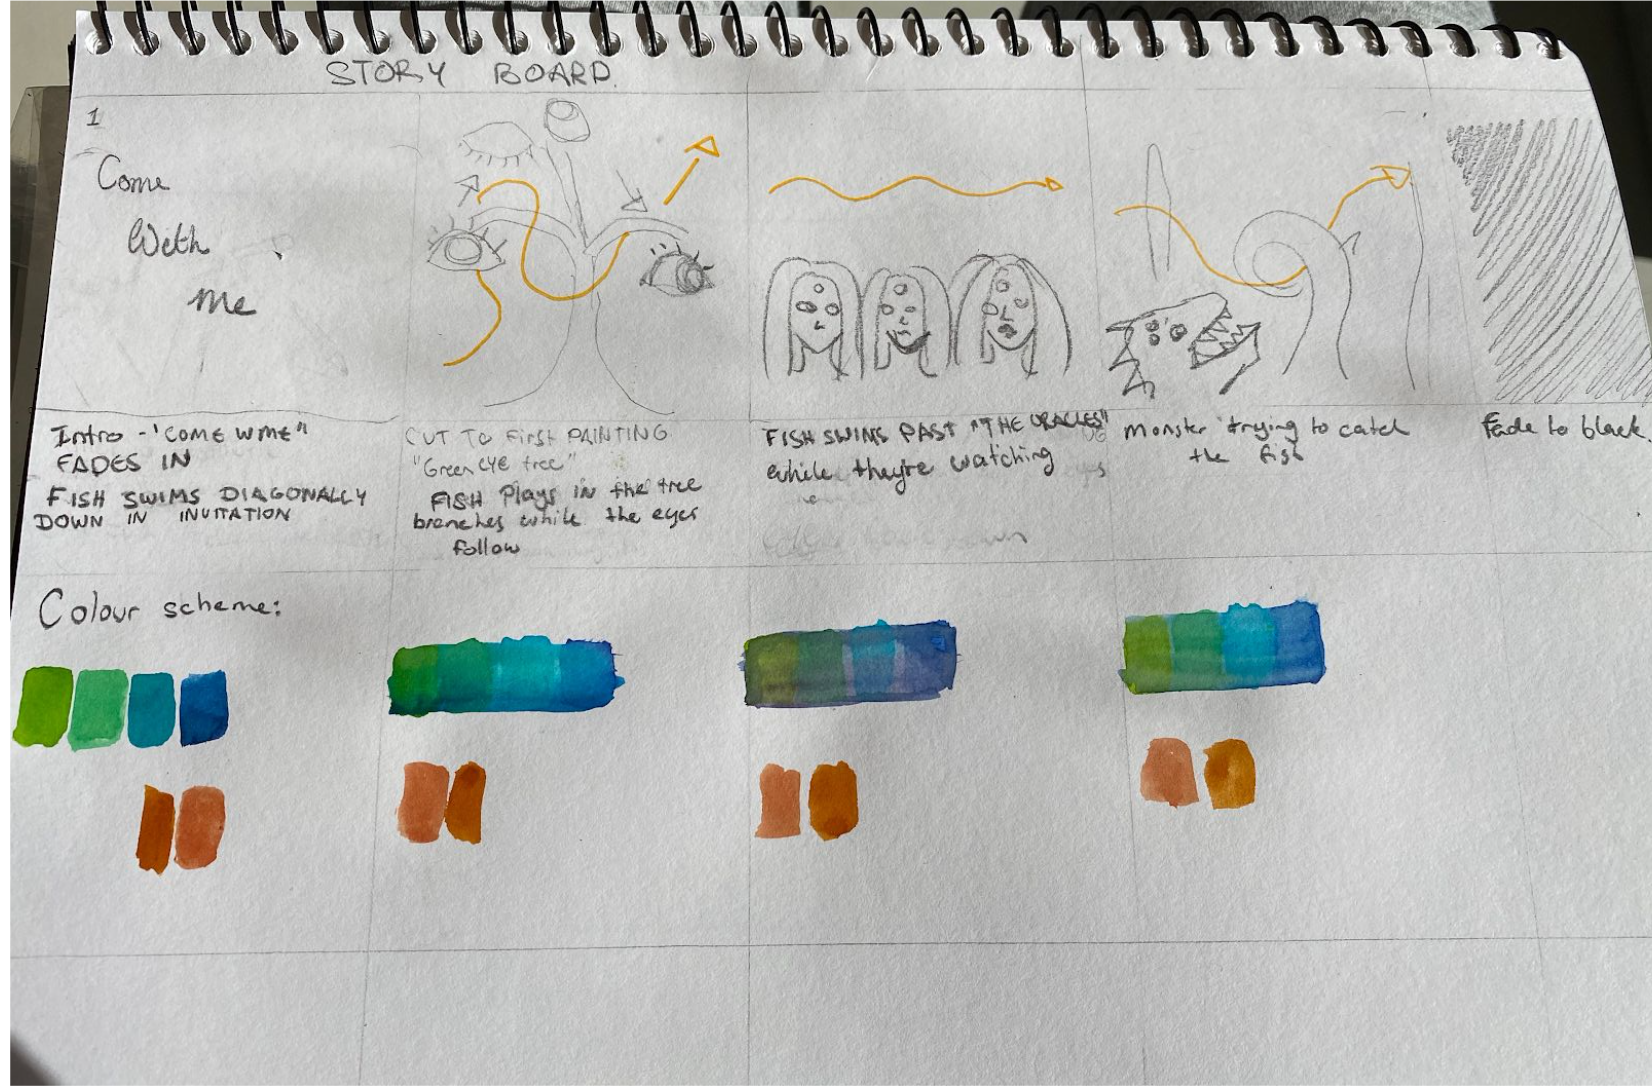 STORY BOARD.
1
Come
With
me
Intro - "COME W ME"
FADES IN
FISH SWIMS DIAGONALLY
DOWN IN INVITATION
CUT TO FIRST PAINTING
"Green EYE tree"
FISH Plays in the tree
branches while the eyes
follow
FISH SWIMS PAST "THE ORACLES"
while they're watching
monster trying to catch
the fish
Fade to black.
Colour scheme: